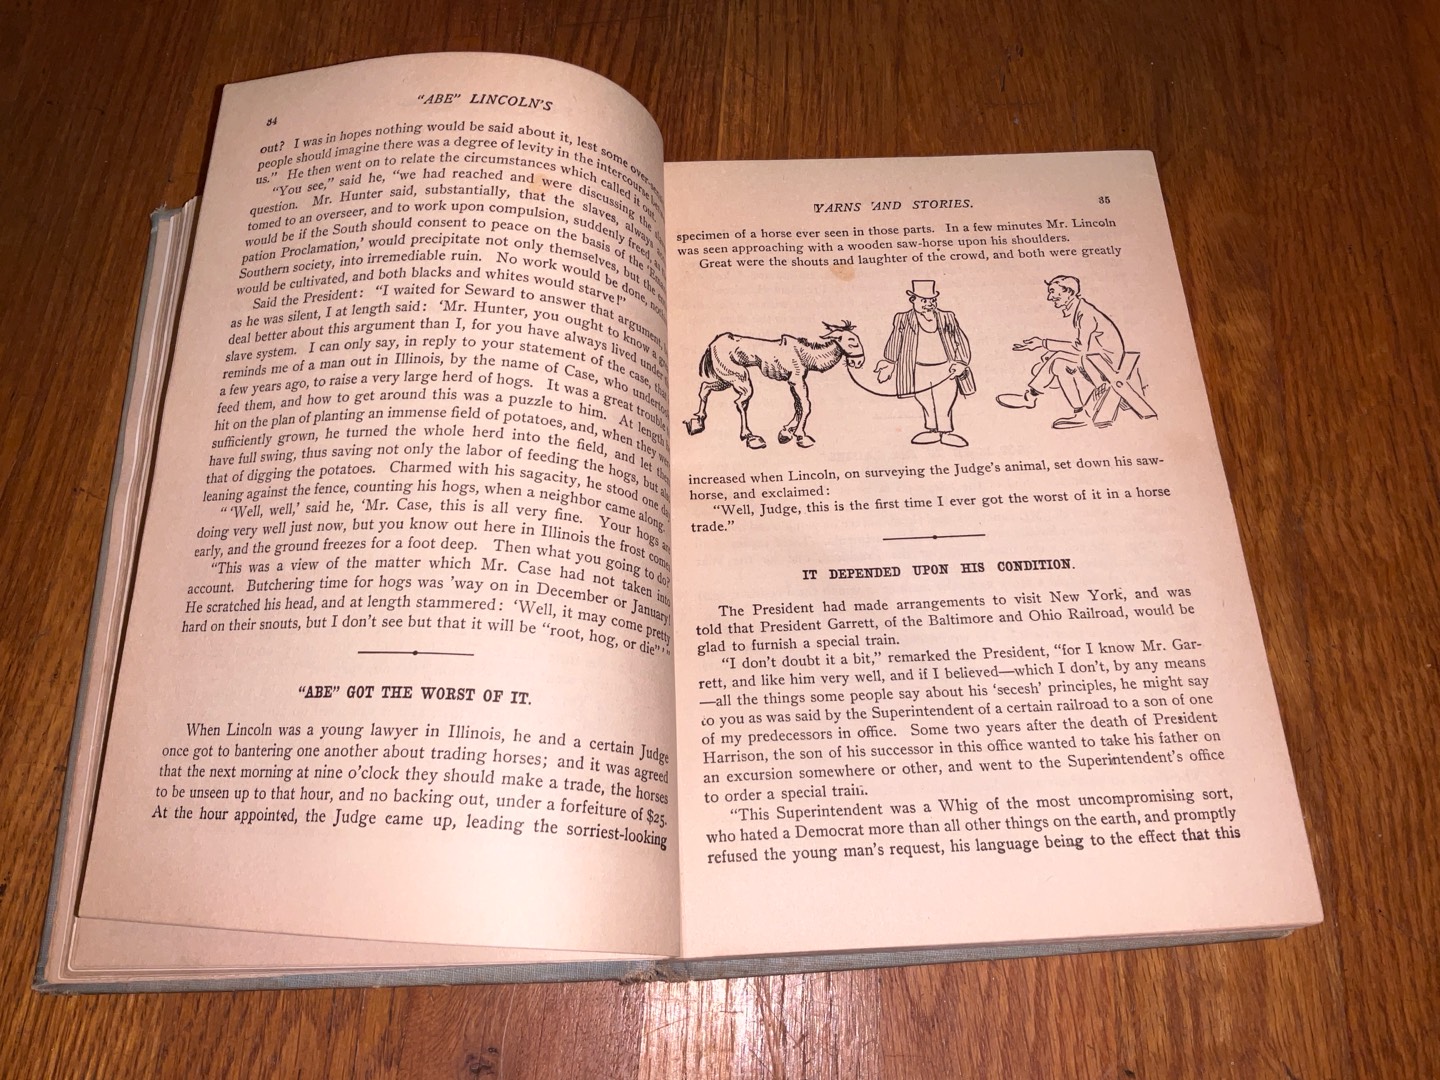 "ABE" LINCOLN'S
34
out? I was in hopes nothing would be said about it, lest some
people should imagine there was a degree of levity in the intercourse
us." He then went on to relate the circumstances which called it out.
"You see," said he, "we had reached and were discussing the
question. Mr. Hunter said, substantially, that the slaves, always
tomed to an overseer, and to work upon compulsion, suddenly freed,
would be if the South should consent to peace on the basis of the
pation Proclamation,' would precipitate not only themselves, but the
Southern society, into irremediable ruin. No work would be done,
would be cultivated, and both blacks and whites would starve!"
Said the President: "I waited for Seward to answer that argument,
as he was silent, I at length said: 'Mr. Hunter, you ought to know a
deal better about this argument than I, for you have always lived under
slave system. I can only say, in reply to your statement of the case,
reminds me of a man out in Illinois, by the name of Case, who
a few years ago, to raise a very large herd of hogs. It was a great trouble
feed them, and how to get around this was a puzzle to him. At length
hit on the plan of planting an immense field of potatoes, and, when they
sufficiently grown, he turned the whole herd into the field, and let
have full swing, thus saving not only the labor of feeding the hogs, but
that of digging the potatoes. Charmed with his sagacity, he stood one
leaning against the fence, counting his hogs, when a neighbor came along.
"'Well, well,' said he, 'Mr. Case, this is all very fine. Your hogs
doing very well just now, but you know out here in Illinois the frost
early, and the ground freezes for a foot deep. Then what you going to do?'
"This was a view of the matter which Mr. Case had not taken into
account. Butchering time for hogs was 'way on in December or January!
He scratched his head, and at length stammered: 'Well, it may come pretty
hard on their snouts, but I don't see but that it will be "root, hog, or die"'"
"ABE" GOT THE WORST OF IT.
When Lincoln was a young lawyer in Illinois, he and a certain Judge
once got to bantering one another about trading horses; and it was agreed
that the next morning at nine o'clock they should make a trade, the horses
to be unseen up to that hour, and no backing out, under a forfeiture of $25.
At the hour appointed, the Judge came up, leading the sorriest-looking
YARNS AND STORIES.
35
specimen of a horse ever seen in those parts. In a few minutes Mr. Lincoln
was seen approaching with a wooden saw-horse upon his shoulders.
Great were the shouts and laughter of the crowd, and both were greatly
increased when Lincoln, on surveying the Judge's animal, set down his saw-
horse, and exclaimed:
"Well, Judge, this is the first time I ever got the worst of it in a horse
trade."
IT DEPENDED UPON HIS CONDITION.
The President had made arrangements to visit New York, and was
told that President Garrett, of the Baltimore and Ohio Railroad, would be
glad to furnish a special train.
"I don't doubt it a bit," remarked the President, "for I know Mr. Gar-
rett, and like him very well, and if I believed—which I don't, by any means
—all the things some people say about his 'secesh' principles, he might say
to you as was said by the Superintendent of a certain railroad to a son of one
of my predecessors in office. Some two years after the death of President
Harrison, the son of his successor in this office wanted to take his father on
an excursion somewhere or other, and went to the Superintendent's office
to order a special train.
"This Superintendent was a Whig of the most uncompromising sort,
who hated a Democrat more than all other things on the earth, and promptly
refused the young man's request, his language being to the effect that this